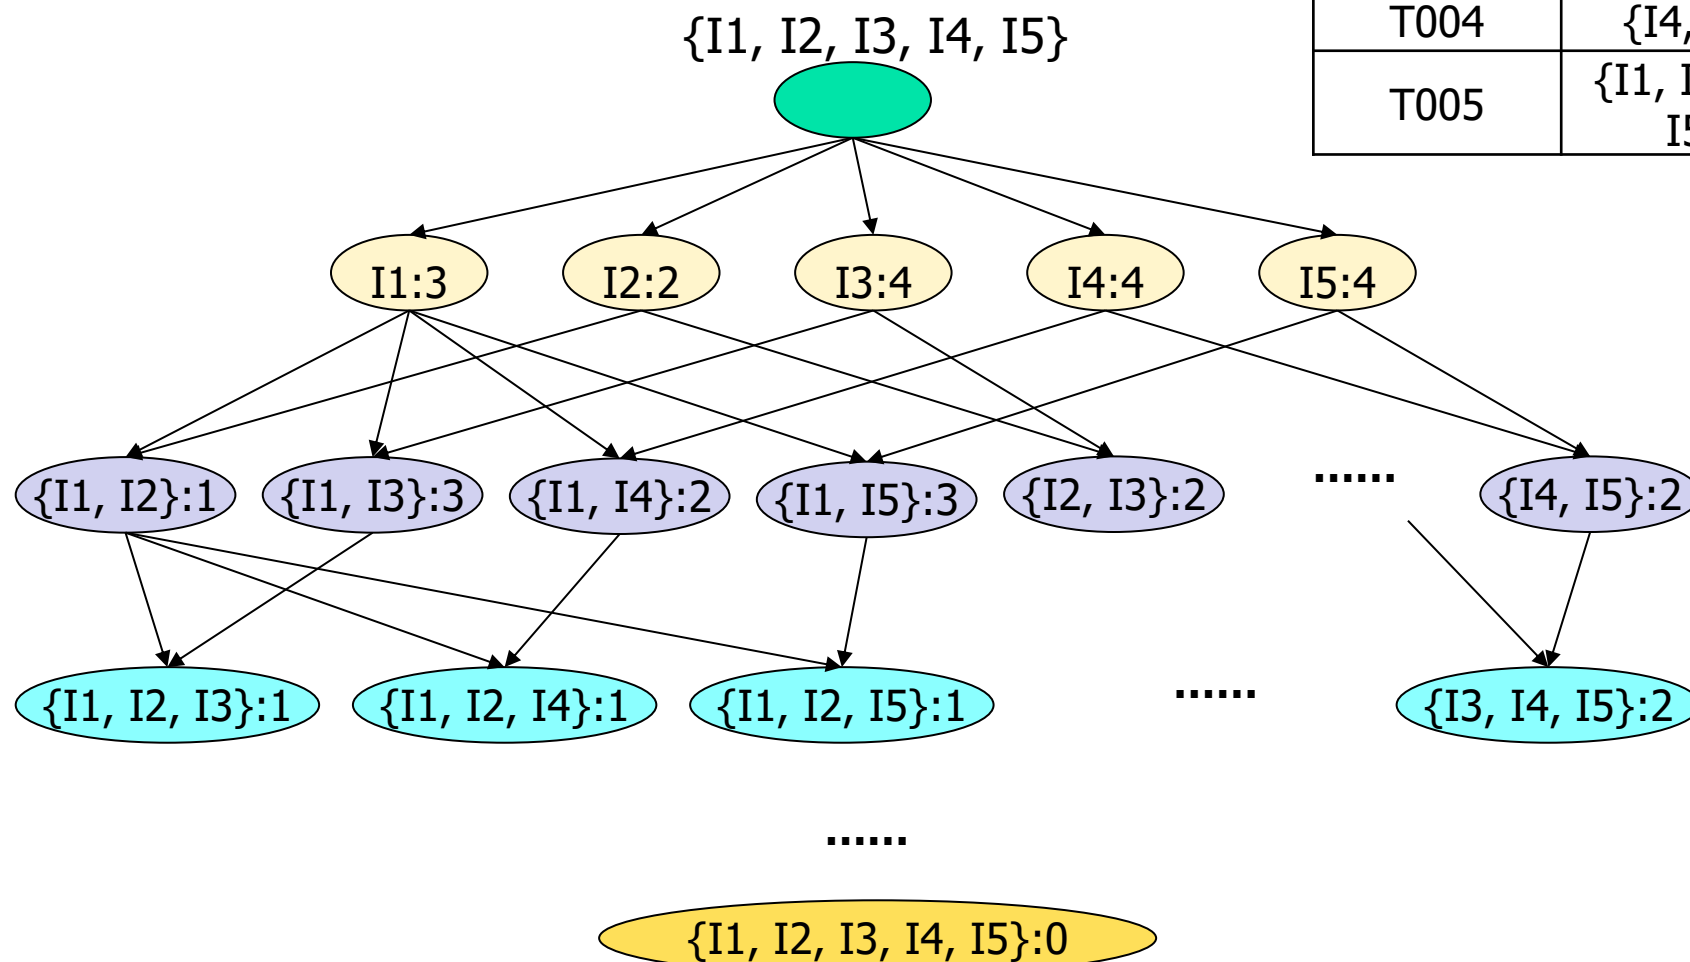 {I1, I2, I3, I4, I5}
T004
{I4,
T005
{I1,
I1:3
I2:2
I3:4
I4:4
I5:4
{I1, I2}:1
{I1, I3}:3
{I1, I4}:2
{I1, I5}:3
{I2, I3}:2
......
{I4, I5}:2
{I1, I2, I3}:1
{I1, I2, I4}:1
{I1, I2, I5}:1
......
{I3, I4, I5}:2
......
{I1, I2, I3, I4, I5}:0